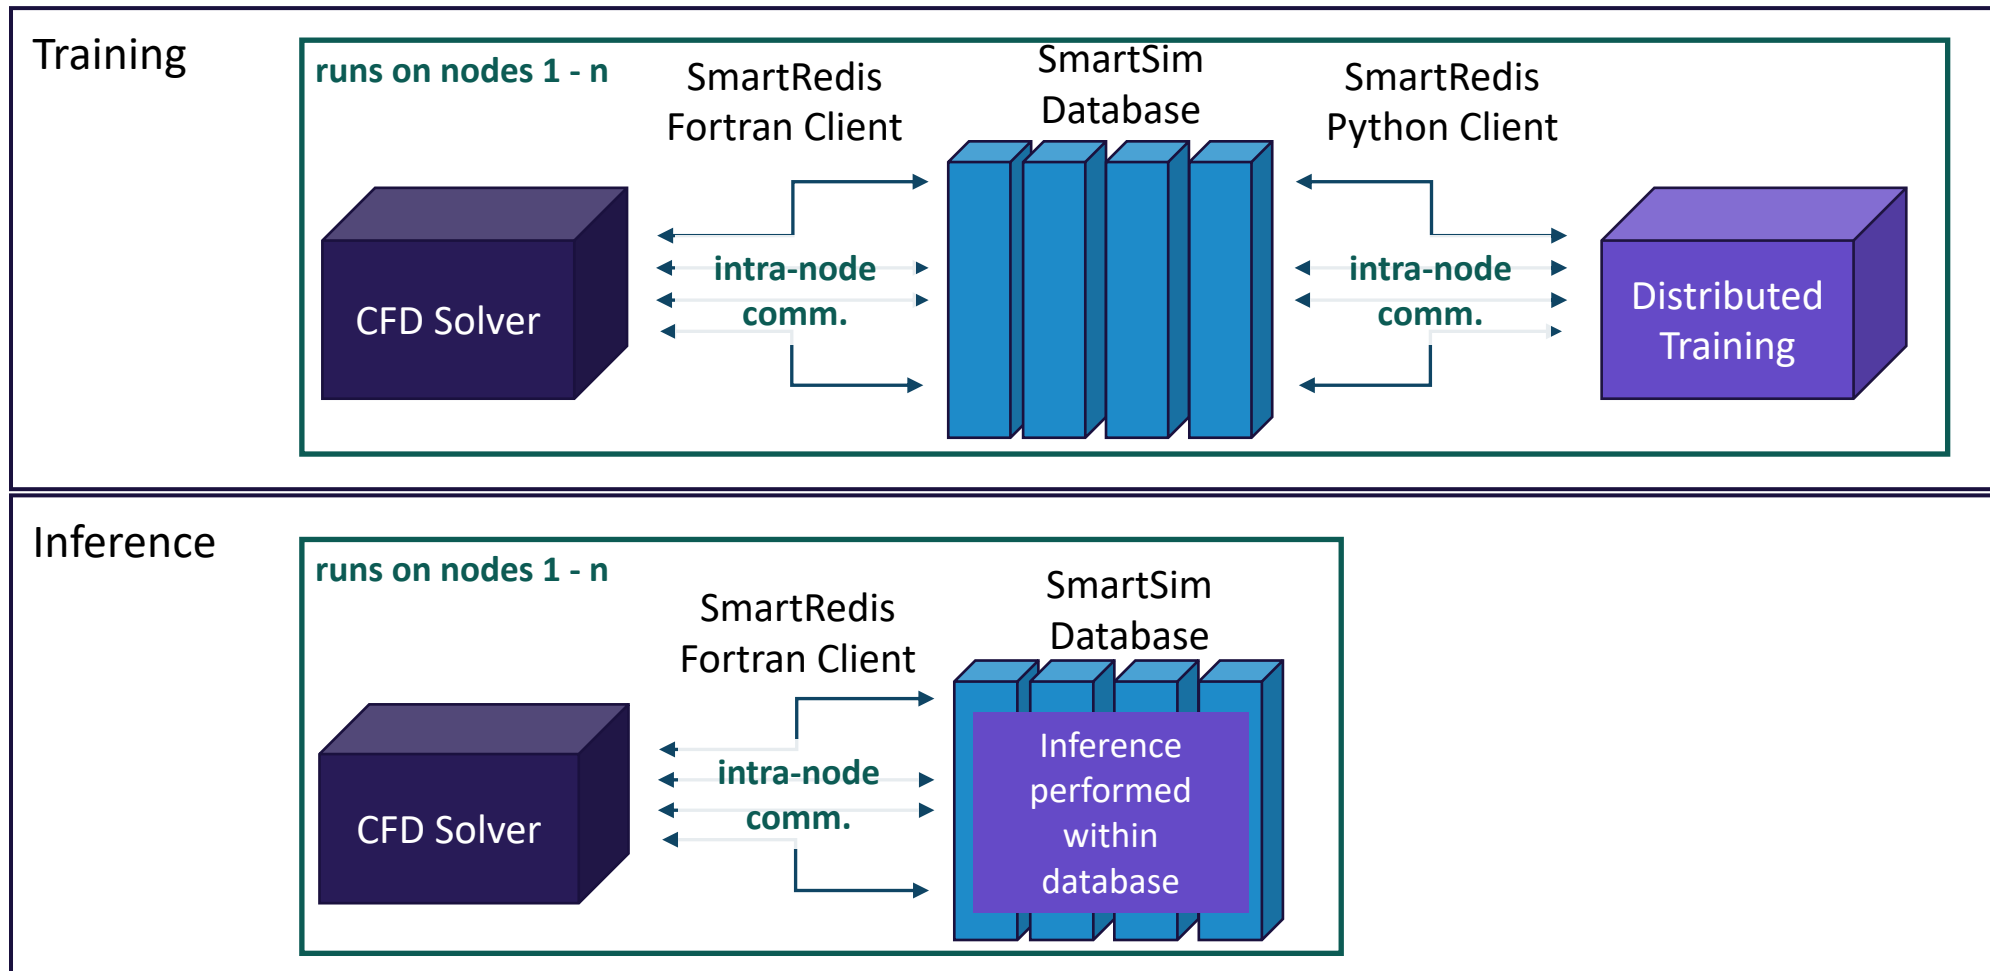 Training
runs on nodes 1 - n
SmartRedis
Fortran Client
SmartSim
Database
SmartRedis
Python Client
CFD Solver
intra-node
comm.
intra-node
comm.
Distributed
Training
Inference
runs on nodes 1 - n
SmartRedis
Fortran Client
SmartSim
Database
CFD Solver
intra-node
comm.
Inference
performed
within
database